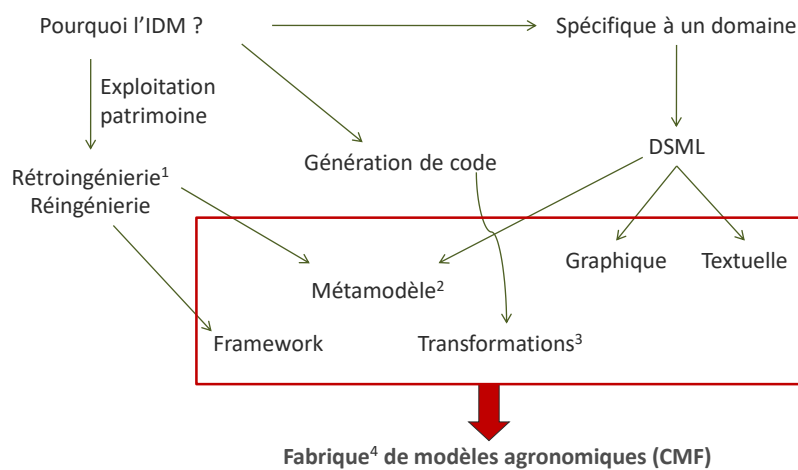 Pourquoi l’IDM ?
Spécifique à un domaine
Exploitation
patrimoine
Génération de code
DSML
Rétroingénierie¹
Réingénierie
Graphique
Textuelle
Métamodèle²
Framework
Transformations³
Fabrique⁴ de modèles agronomiques (CMF)